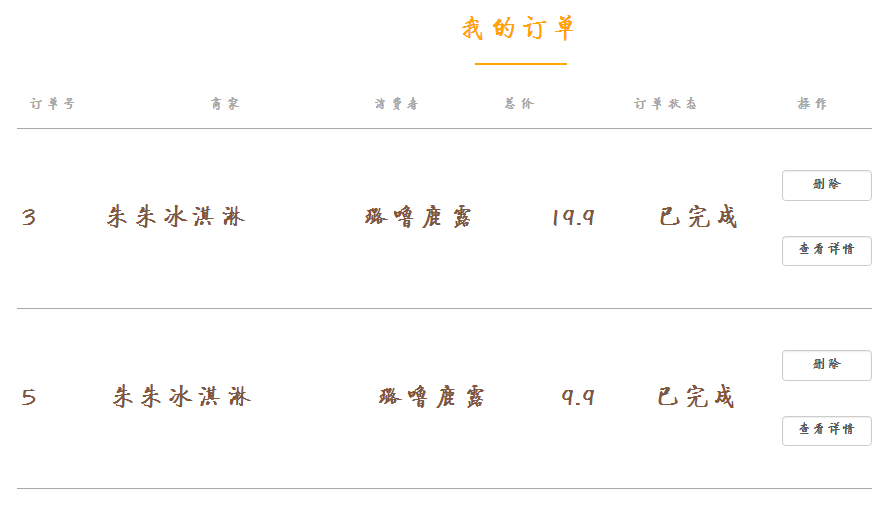 我的订单
订单号 商家 消费者 总价 订单状态 操作
删除
3 朱朱冰淇淋 璐噜鹿露 19.9 已完成
查看详情
删除
5 朱朱冰淇淋 璐噜鹿露 9.9 已完成
查看详情